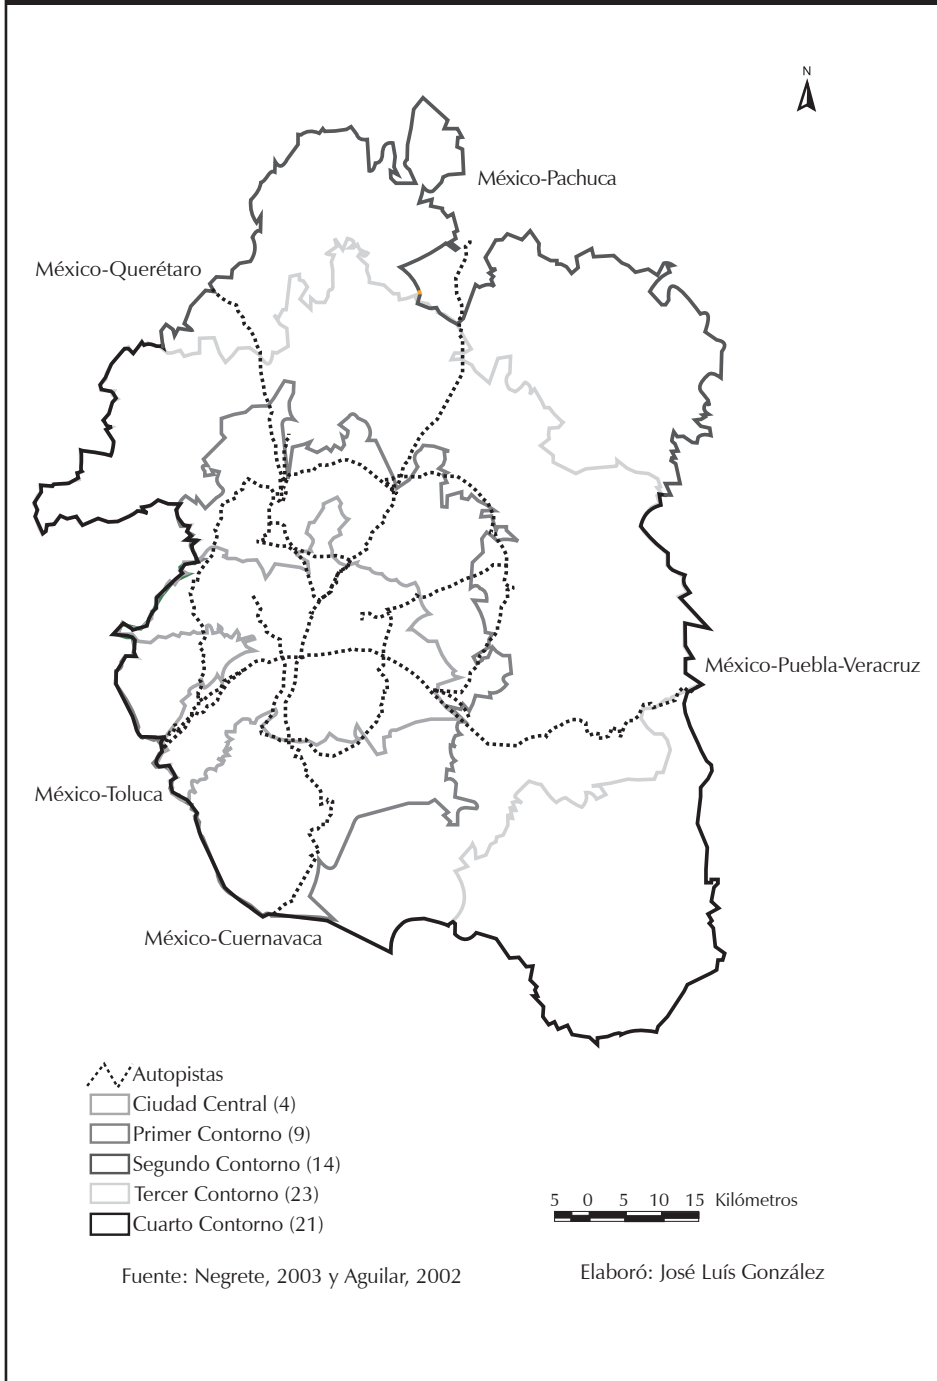 N
México-Pachuca
México-Querétaro
México-Puebla-Veracruz
México-Toluca
México-Cuernavaca
Autopistas
Ciudad Central (4)
Primer Contorno (9)
Segundo Contorno (14)
Tercer Contorno (23)
Cuarto Contorno (21)
5 0 5 10 15 Kilómetros
Fuente: Negrete, 2003 y Aguilar, 2002
Elaboró: José Luís González